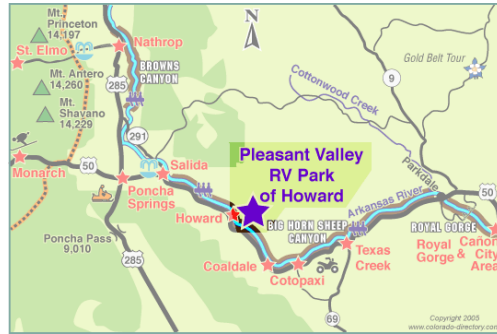 Mt.
Princeton
14,197
St. Elmo
Nathrop
Mt. Antero
14,260
Mt.
Shavano
14,229
285
BROWNS
CANYON
291
N
9
Gold Belt Tour
Cottonwood Creek
50
Monarch
Salida
Poncha
Springs
50
Pleasant Valley
RV Park
of Howard
Howard
Parkdale
50
Arkansas River
BIG HORN SHEEP
CANYON
ROYAL GORGE
Royal
Gorge
&
Cañon
City
Area
Texas
Creek
Coaldale
Cotopaxi
Poncha Pass
9,010
285
69
Copyright 2005
www.colorado-directory.com